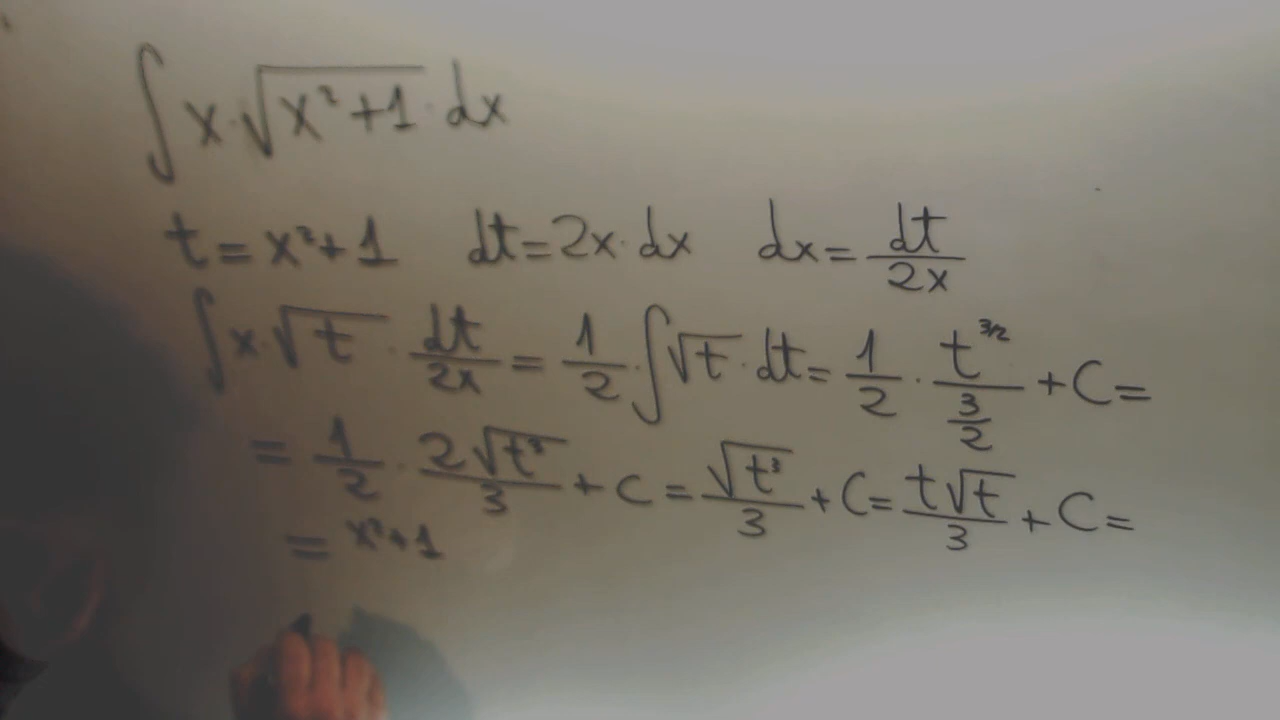 ∫ x·√(x²+1)·dx
t = x²+1 dt=2x·dx dx= dt/2x
∫ x·√t · dt/2x = 1/2·∫√t·dt= 1/2 · t^(3/2)/(3/2) +C=
= 1/2 · 2√(t³)/3 + C = √(t³)/3 + C= t√t/3 + C=
= x²+1